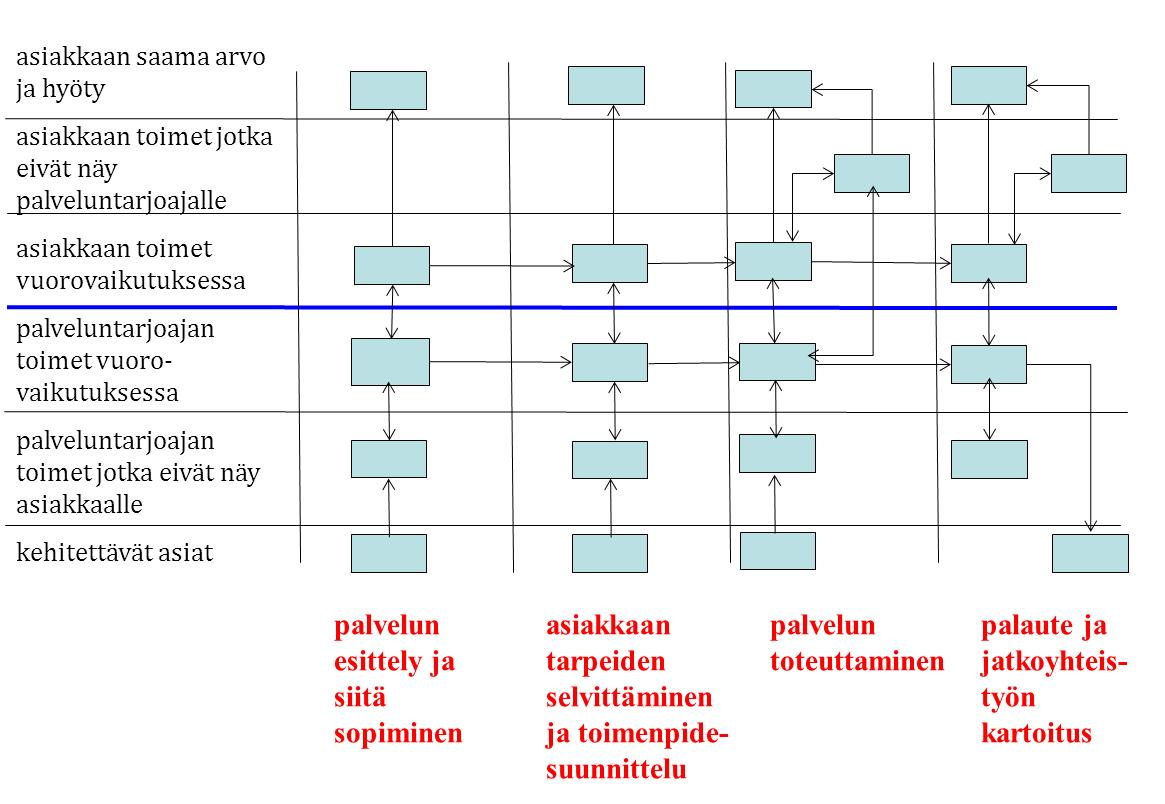 asiakkaan saama arvo
ja hyöty
asiakkaan toimet jotka
eivät näy
palveluntarjoajalle
asiakkaan toimet
vuorovaikutuksessa
palveluntarjoajan
toimet vuoro-
vaikutuksessa
palveluntarjoajan
toimet jotka eivät näy
asiakkaalle
kehitettävät asiat
palvelun
esittely ja
siitä
sopiminen
asiakkaan
tarpeiden
selvittäminen
ja toimenpide-
suunnittelu
palvelun
toteuttaminen
palaute ja
jatkoyhteis-
työn
kartoitus